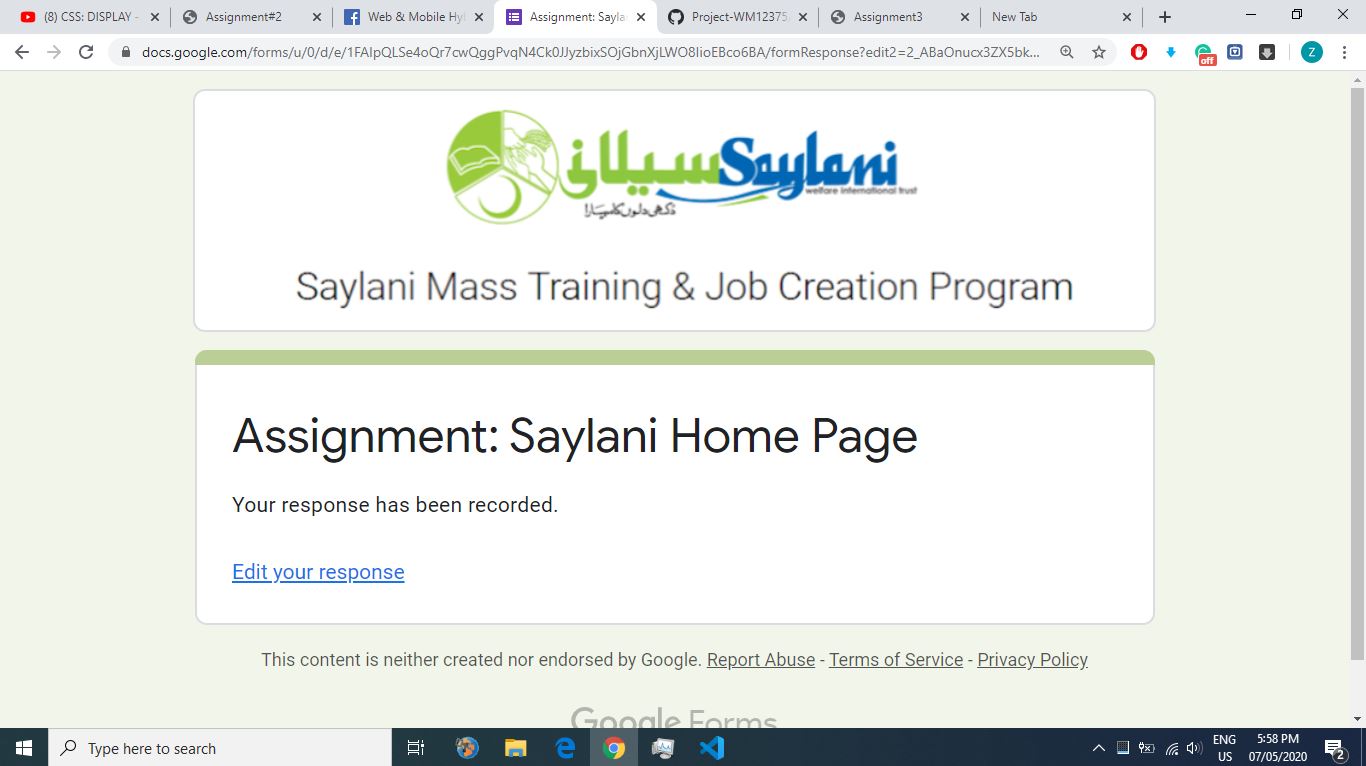 (8) CSS: DISPLAY -
Assignment#2
Web & Mobile Hy
Assignment: Sayla
Project-WM12375
Assignment3
New Tab
docs.google.com/forms/u/0/d/e/1FAIpQLSe4oQr7cwQggPvqN4Ck0JJvzbixSOjGbnXjLWO8IioEBco6BA/formResponse?edit2=2_ABaOnucx3ZX5bk...
off
Z
سیلانی Saylani
welfare international trust
دکھی دلوں کا سہارا
Saylani Mass Training & Job Creation Program
Assignment: Saylani Home Page
Your response has been recorded.
Edit your response
This content is neither created nor endorsed by Google. Report Abuse - Terms of Service - Privacy Policy
Google Forms
Type here to search
ENG
US
5:58 PM
07/05/2020
2